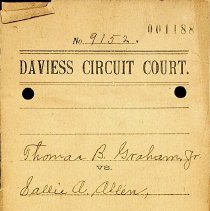 001188
No. 9152.
DAVIESS CIRCUIT COURT.
Thomas B. Graham, Jr.
VS.
Sallie A. Allen,